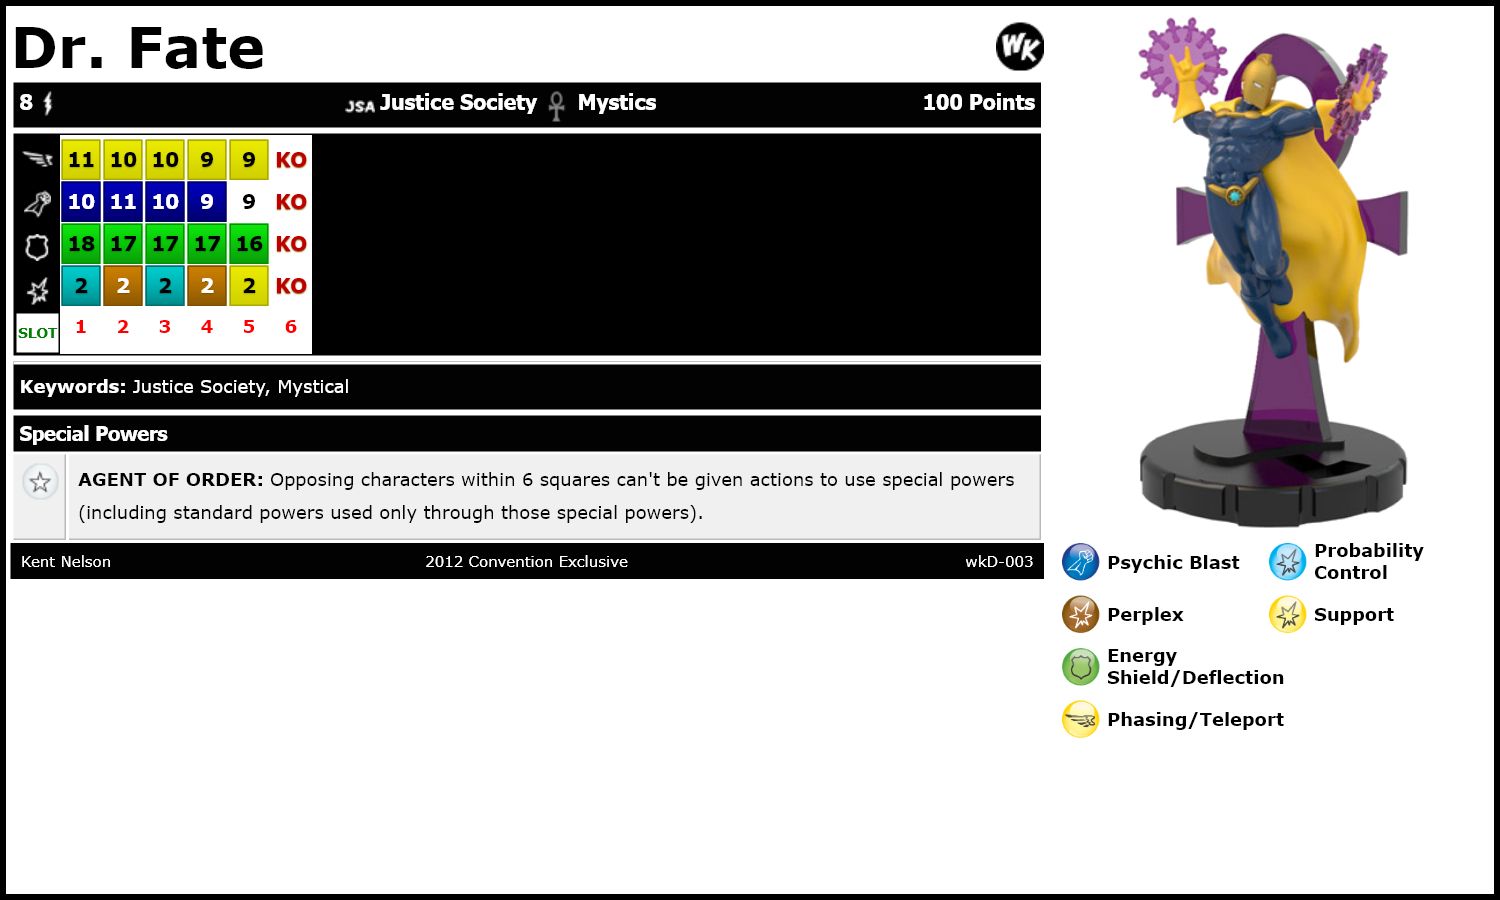 Dr. Fate
WK
8 JSA Justice Society Mystics 100 Points
11 10 10 9 9 KO
10 11 10 9 9 KO
18 17 17 17 16 KO
2 2 2 2 2 KO
SLOT 1 2 3 4 5 6
Keywords: Justice Society, Mystical
Special Powers
AGENT OF ORDER: Opposing characters within 6 squares can't be given actions to use special powers
(including standard powers used only through those special powers).
Kent Nelson 2012 Convention Exclusive wkD-003
Psychic Blast
Probability
Control
Perplex
Support
Energy
Shield/Deflection
Phasing/Teleport